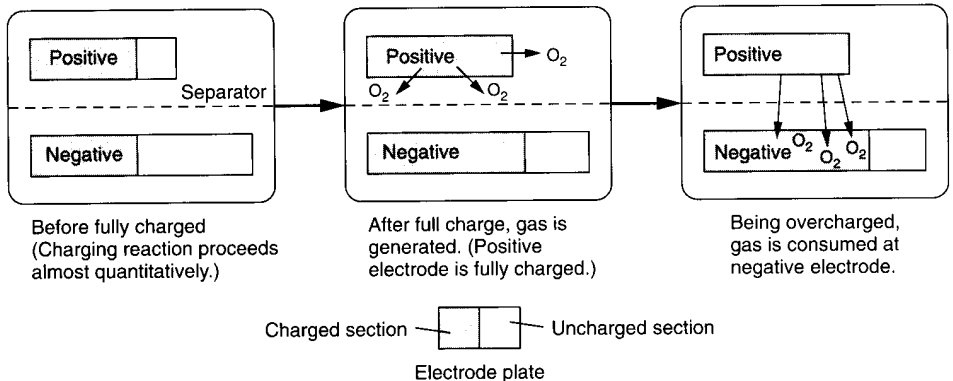 Positive
Separator
Negative
Before fully charged
(Charging reaction proceeds
almost quantitatively.)
Positive
O2
O2
O2
Negative
After full charge, gas is
generated. (Positive
electrode is fully charged.)
Positive
Negative
O2
O2
O2
Being overcharged,
gas is consumed at
negative electrode.
Charged section
Uncharged section
Electrode plate